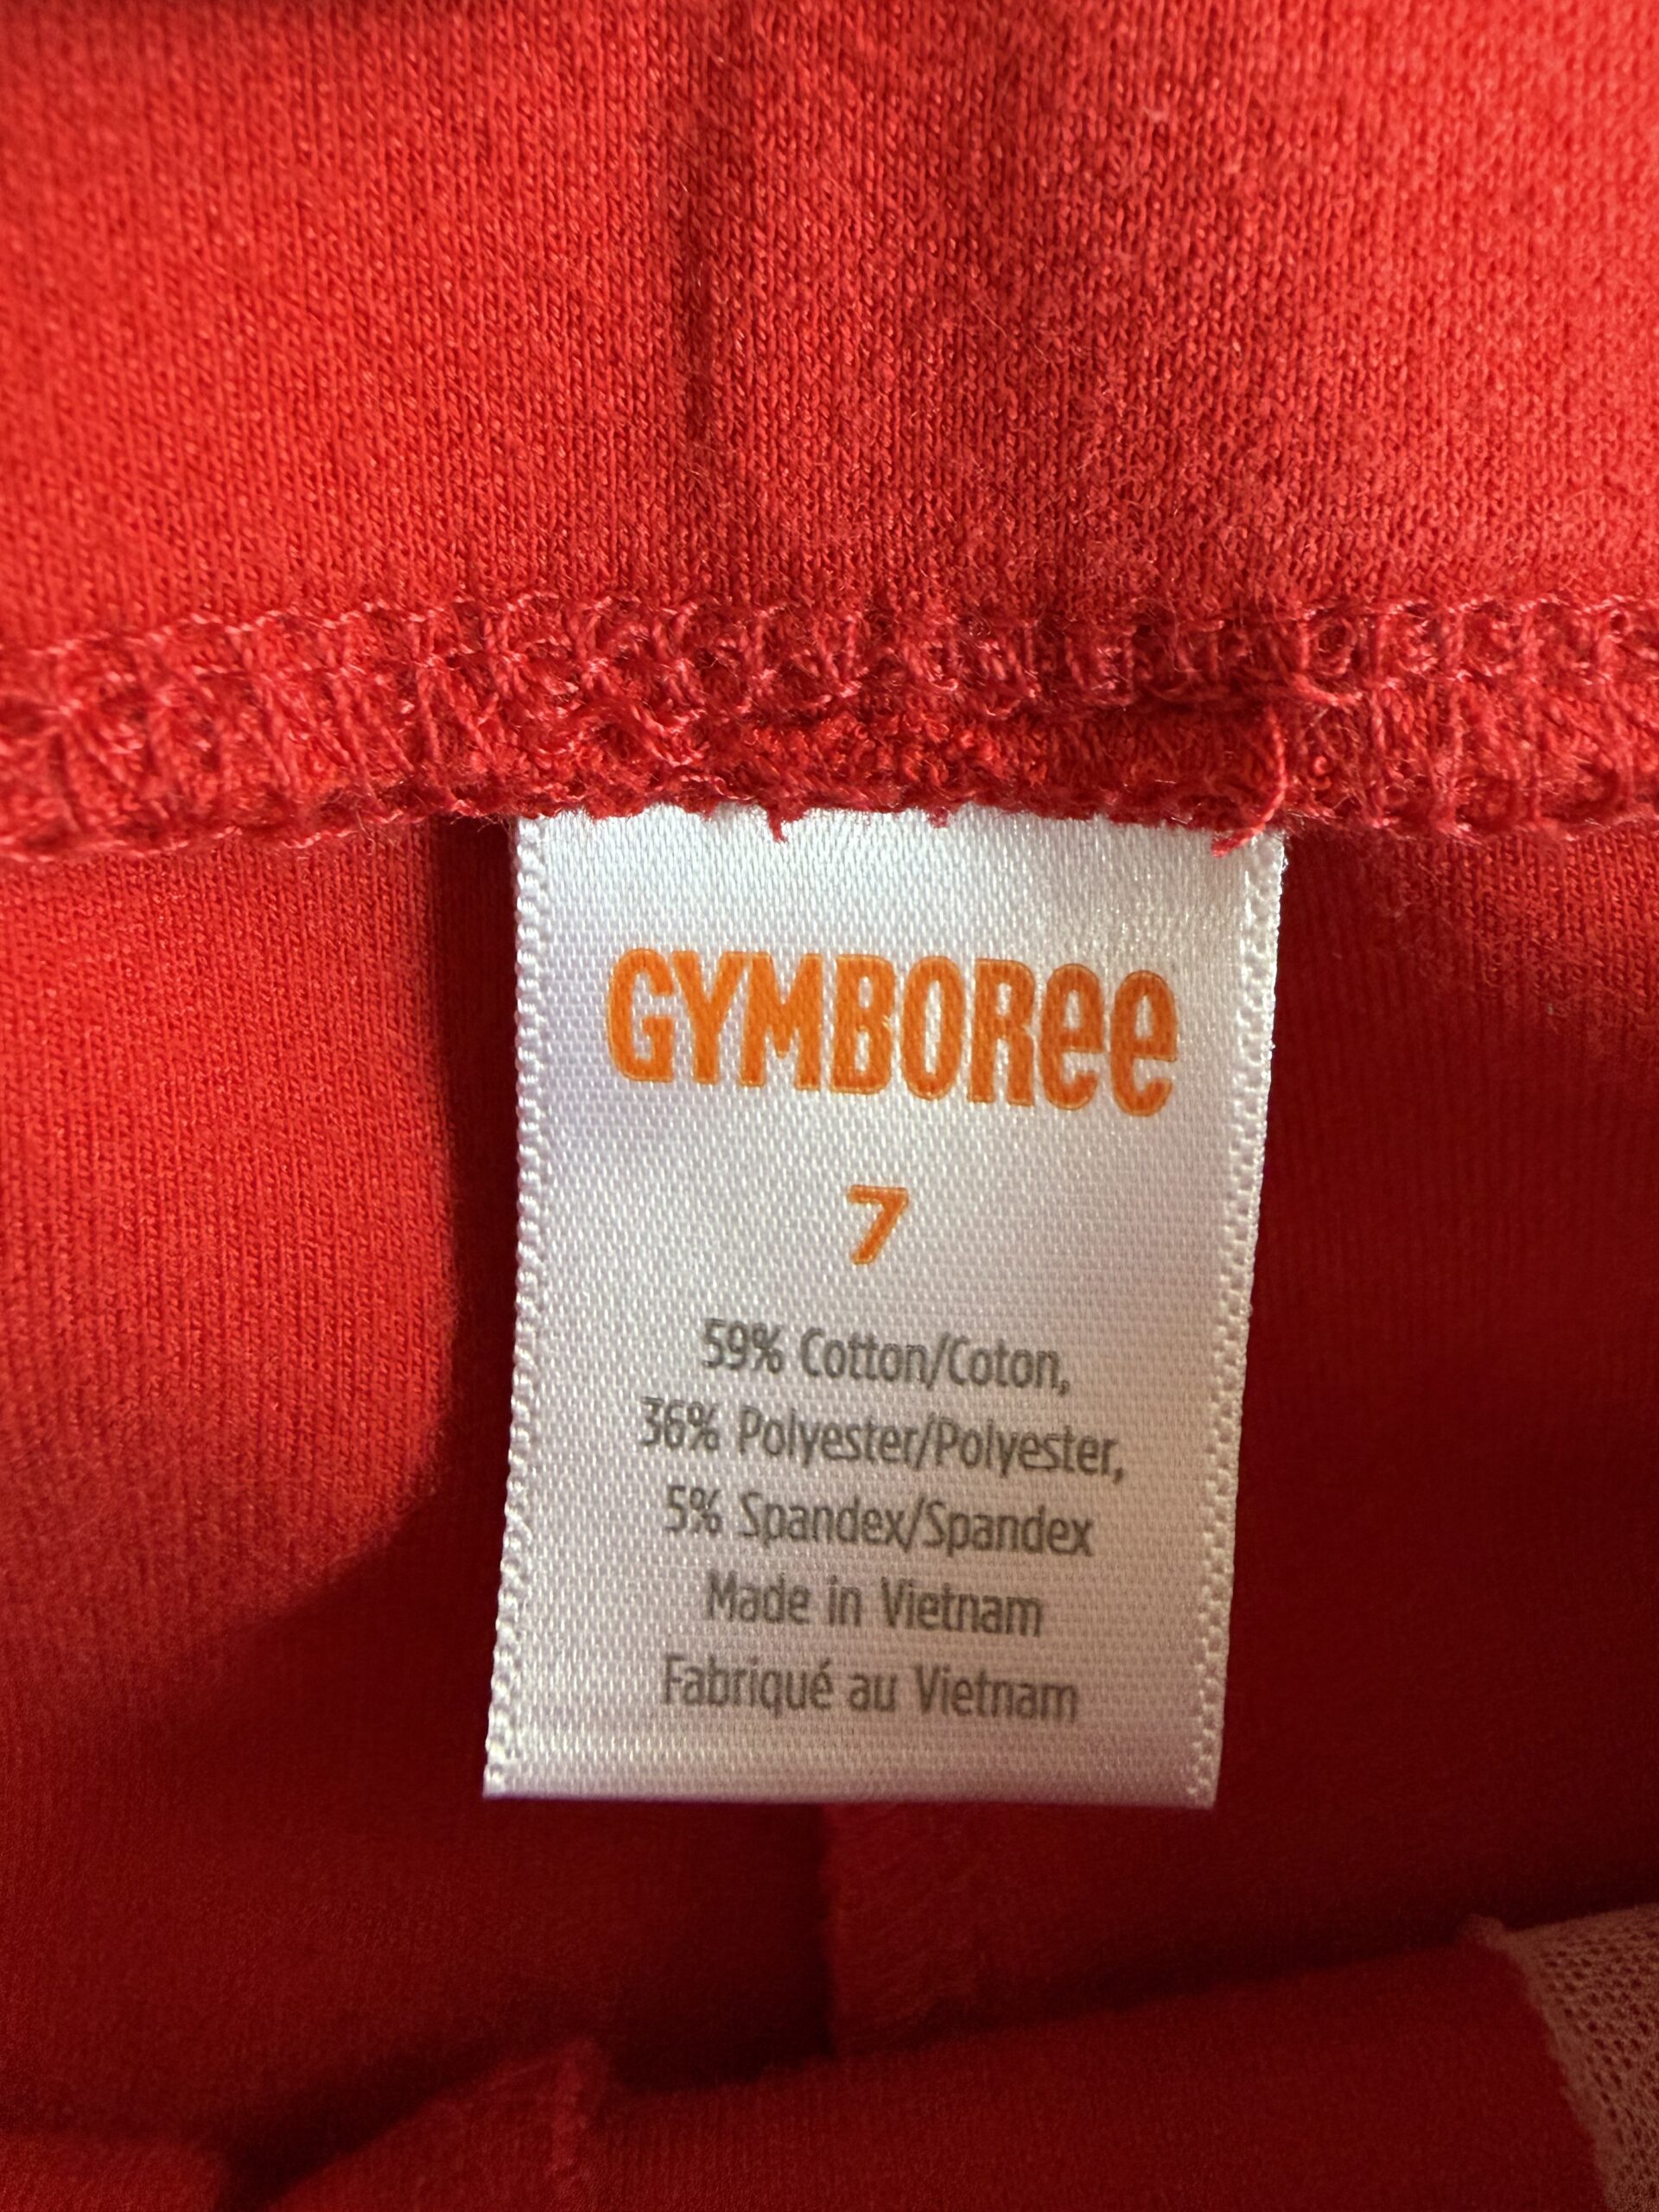 GYMBOREE
7
59% Cotton/Coton,
36% Polyester/Polyester,
5% Spandex/Spandex
Made in Vietnam
Fabriqué au Vietnam